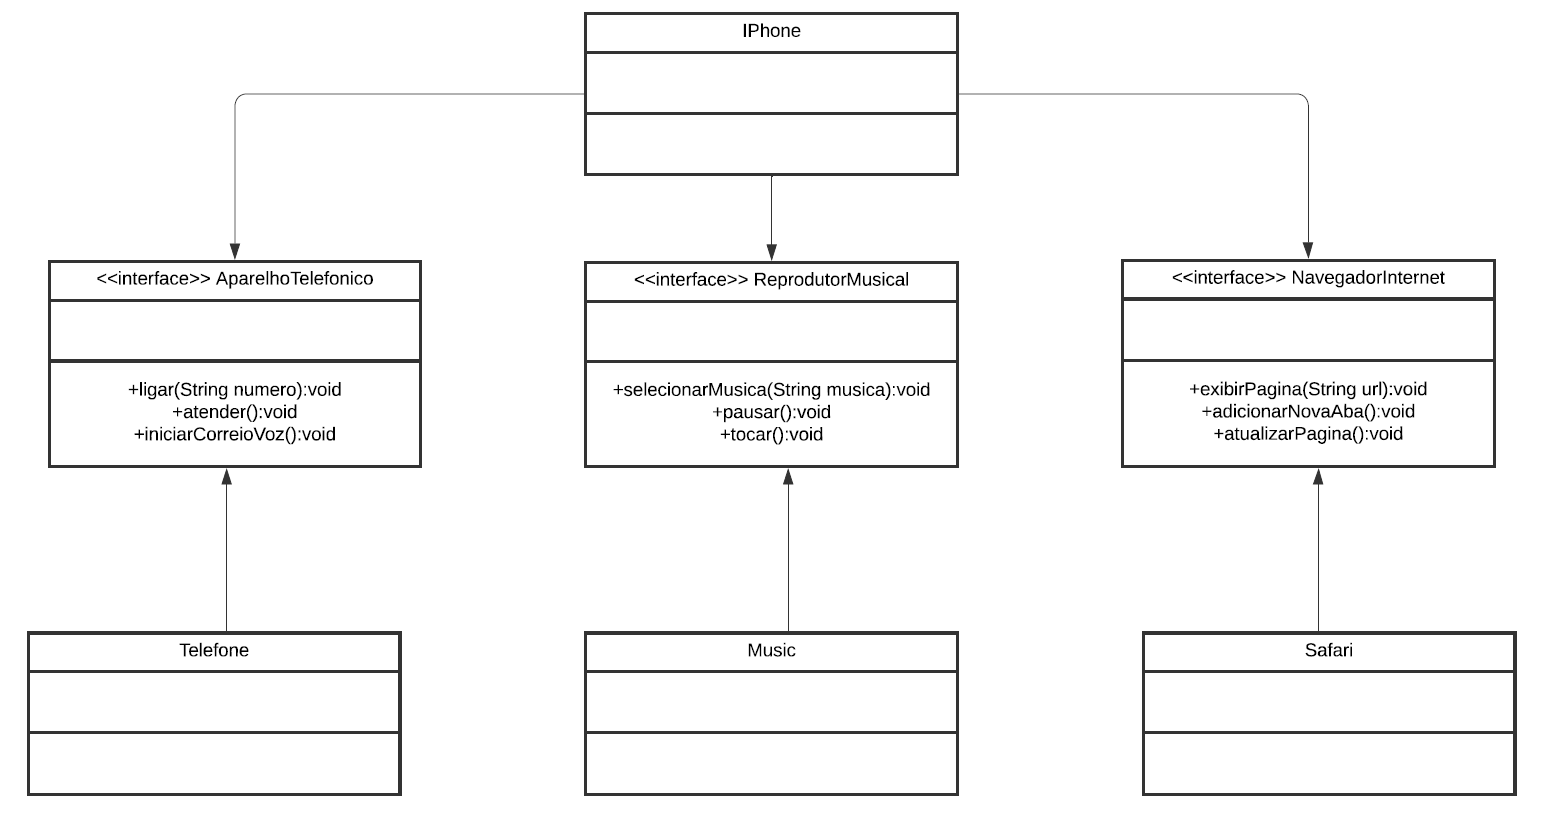 IPhone
<<interface>> AparelhoTelefonico
+ligar(String numero):void
+atender():void
+iniciarCorreioVoz():void
<<interface>> ReprodutorMusical
+selecionarMusica(String musica):void
+pausar():void
+tocar():void
<<interface>> NavegadorInternet
+exibirPagina(String url):void
+adicionarNovaAba():void
+atualizarPagina():void
Telefone
Music
Safari